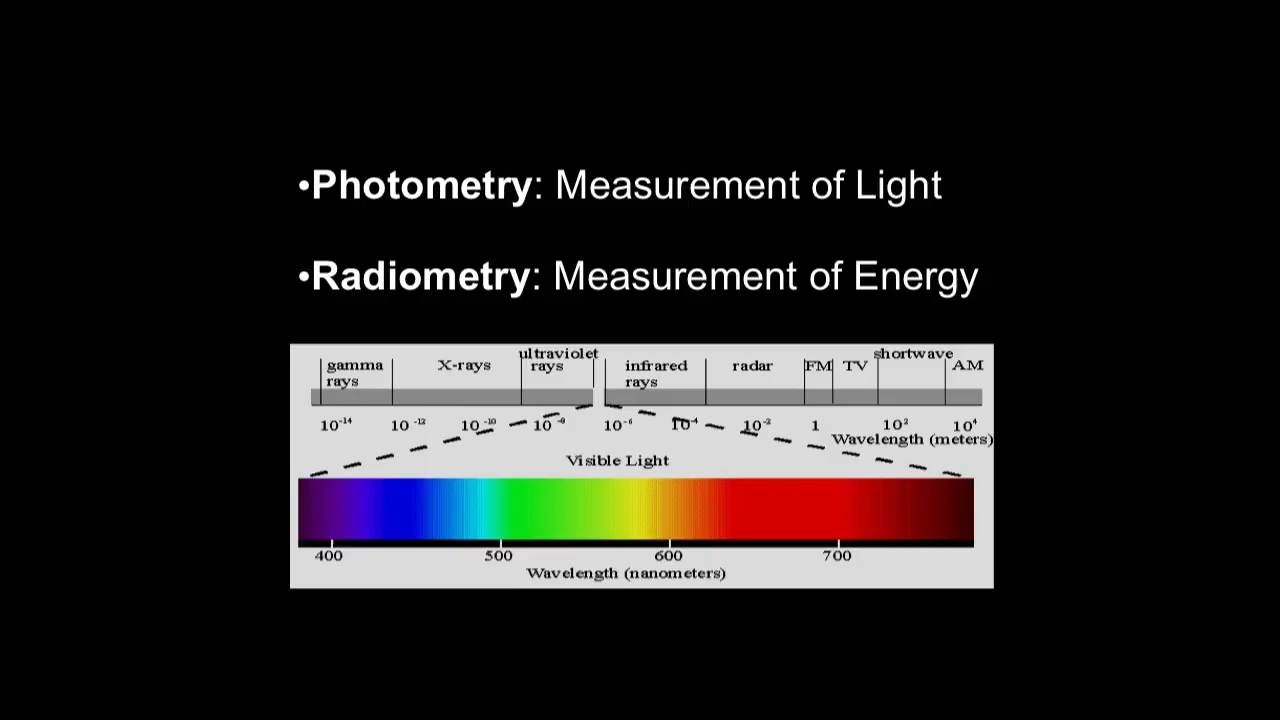 •Photometry: Measurement of Light
•Radiometry: Measurement of Energy
gamma rays X-rays ultraviolet rays infrared rays radar FM TV shortwave AM
10⁻¹⁴ 10⁻¹² 10⁻¹⁰ 10⁻⁸ 10⁻⁶ 10⁻⁴ 10⁻² 1 10² 10⁴
Wavelength (meters)
Visible Light
400 500 600 700
Wavelength (nanometers)